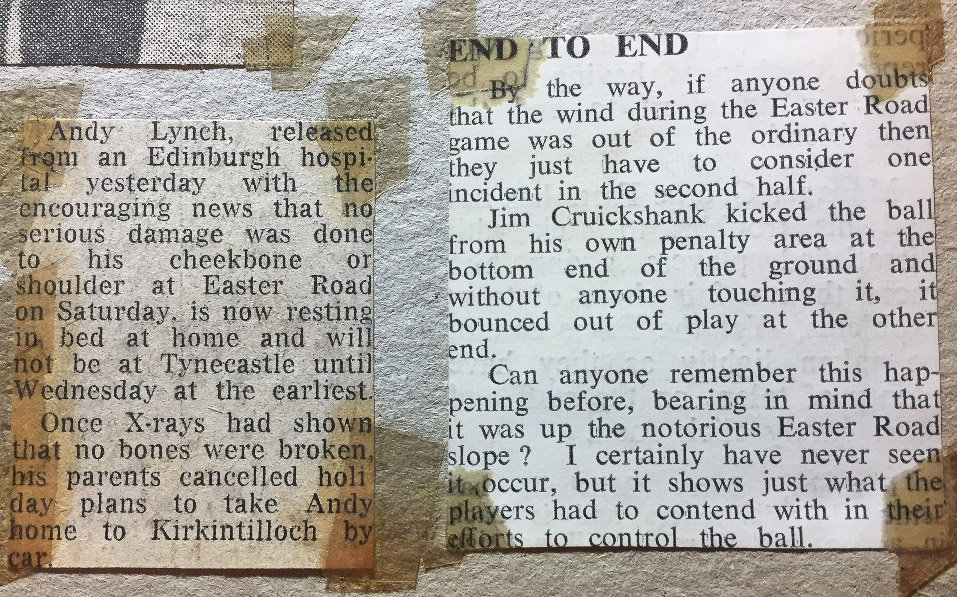 Andy Lynch, released
from an Edinburgh hospi-
tal yesterday with the
encouraging news that no
serious damage was done
to his cheekbone or
shoulder at Easter Road
on Saturday, is now resting
in bed at home and will
not be at Tynecastle until
Wednesday at the earliest.
Once X-rays had shown
that no bones were broken,
his parents cancelled holi
day plans to take Andy
home to Kirkintilloch by
car.
END TO END
By the way, if anyone doubts
that the wind during the Easter Road
game was out of the ordinary then
they just have to consider one
incident in the second half.
Jim Cruickshank kicked the ball
from his own penalty area at the
bottom end of the ground and
without anyone touching it, it
bounced out of play at the other
end.
Can anyone remember this hap-
pening before, bearing in mind that
it was up the notorious Easter Road
slope? I certainly have never seen
it occur, but it shows just what the
players had to contend with in their
efforts to control the ball.